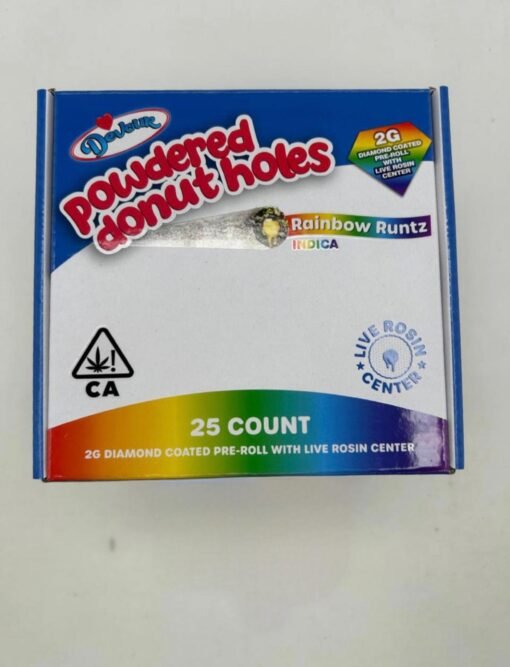 Devour
powdered
donut holes
2G
DIAMOND COATED
PRE-ROLL
WITH
LIVE ROSIN
CENTER
Rainbow Runtz
INDICA
!
CA
LIVE ROSIN
CENTER
25 COUNT
2G DIAMOND COATED PRE-ROLL WITH LIVE ROSIN CENTER